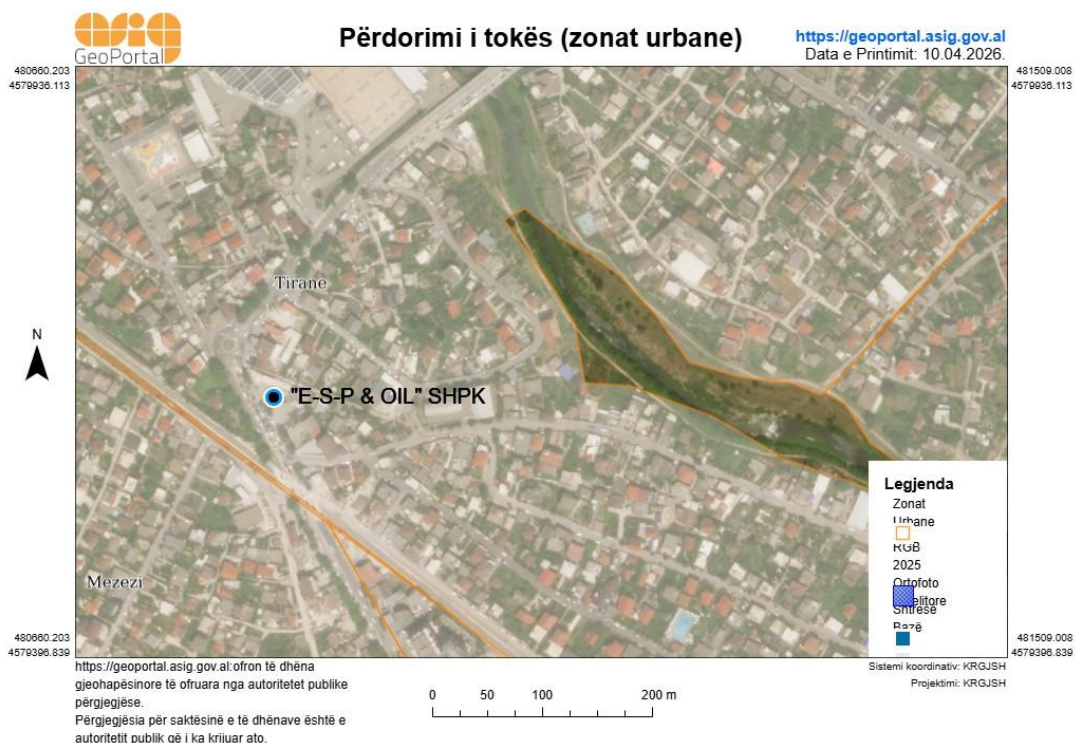 GeoPortal
Përdorimi i tokës (zonat urbane)
https://geoportal.asig.gov.al
Data e Printimit: 10.04.2026.
480660.203
4579936.113
481509.008
4579936.113
Tirane
N
"E-S-P & OIL" SHPK
Mezezi
Legjenda
Zonat
Urbane
RGB
2025
Ortofoto
Shtrese
Bazë
480660.203
4579396.839
481509.008
4579396.839
https://geoportal.asig.gov.al:ofron të dhëna
gjeohapësinore të ofruara nga autoritetet publike
përgjegjëse.
Përgjegjësia për saktësinë e të dhënave është e
autoritetit publik që i ka krijuar ato.
0 50 100 200 m
Sistemi koordinativ: KRGJSH
Projektimi: KRGJSH